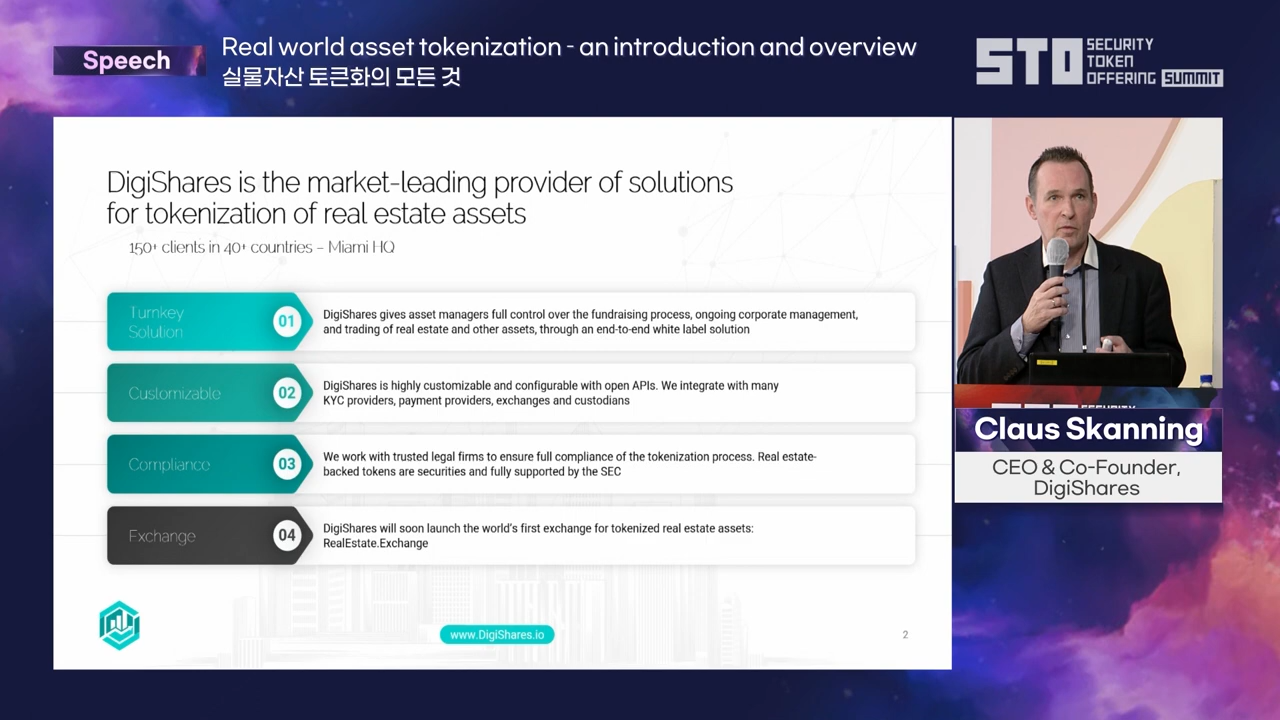 Speech
Real world asset tokenization - an introduction and overview
실물자산 토큰화의 모든 것
STO SECURITY
TOKEN
OFFERING SUMMIT
DigiShares is the market-leading provider of solutions
for tokenization of real estate assets
150+ clients in 40+ countries – Miami HQ
Turnkey
Solution
01
DigiShares gives asset managers full control over the fundraising process, ongoing corporate management,
and trading of real estate and other assets, through an end-to-end white label solution
Customizable
02
DigiShares is highly customizable and configurable with open APIs. We integrate with many
KYC providers, payment providers, exchanges and custodians
Compliance
03
We work with trusted legal firms to ensure full compliance of the tokenization process. Real estate-
backed tokens are securities and fully supported by the SEC
Exchange
04
DigiShares will soon launch the world's first exchange for tokenized real estate assets:
RealEstate.Exchange
www.DigiShares.io
2
Claus Skanning
CEO & Co-Founder,
DigiShares